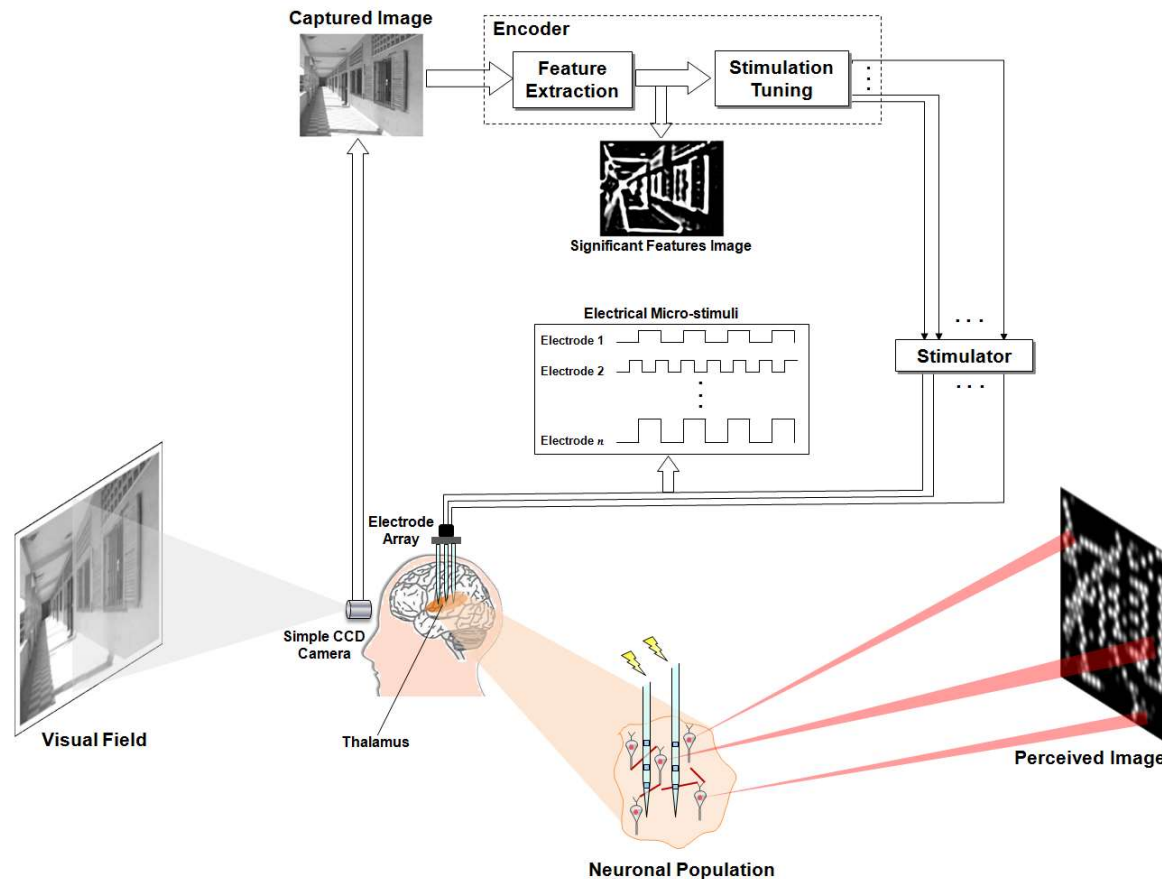 Captured Image
Encoder
Feature
Extraction
Stimulation
Tuning
Significant Features Image
Electrical Micro-stimuli
Electrode 1
Electrode 2
Electrode n
Stimulator
Electrode
Array
Simple CCD
Camera
Visual Field
Thalamus
Perceived Image
Neuronal Population